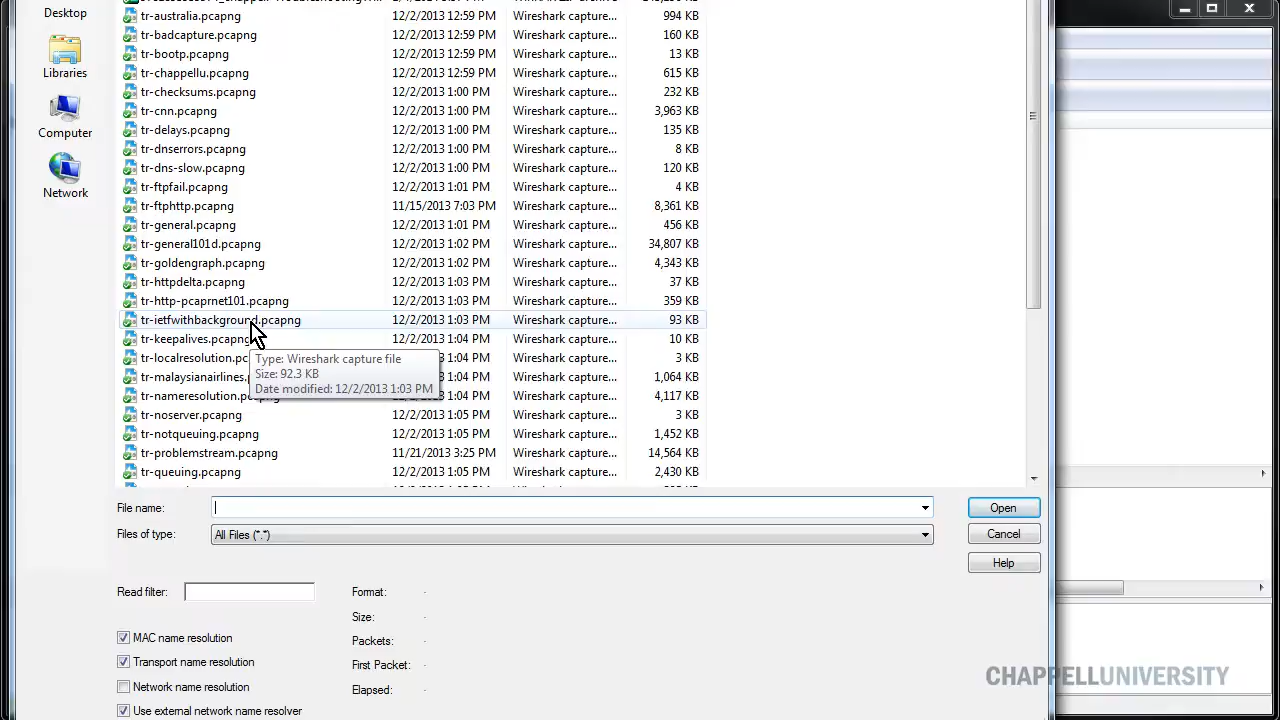 Desktop
Libraries
Computer
Network
tr-australia.pcapng 12/2/2013 12:59 PM Wireshark capture... 994 KB
tr-badcapture.pcapng 12/2/2013 12:59 PM Wireshark capture... 160 KB
tr-bootp.pcapng 12/2/2013 12:59 PM Wireshark capture... 13 KB
tr-chappellu.pcapng 12/2/2013 12:59 PM Wireshark capture... 615 KB
tr-checksums.pcapng 12/2/2013 1:00 PM Wireshark capture... 232 KB
tr-cnn.pcapng 12/2/2013 1:00 PM Wireshark capture... 3,963 KB
tr-delays.pcapng 12/2/2013 1:00 PM Wireshark capture... 135 KB
tr-dnserrors.pcapng 12/2/2013 1:00 PM Wireshark capture... 8 KB
tr-dns-slow.pcapng 12/2/2013 1:00 PM Wireshark capture... 120 KB
tr-ftpfail.pcapng 12/2/2013 1:01 PM Wireshark capture... 4 KB
tr-ftphttp.pcapng 11/15/2013 7:03 PM Wireshark capture... 8,361 KB
tr-general.pcapng 12/2/2013 1:01 PM Wireshark capture... 456 KB
tr-general101d.pcapng 12/2/2013 1:02 PM Wireshark capture... 34,807 KB
tr-goldengraph.pcapng 12/2/2013 1:02 PM Wireshark capture... 4,343 KB
tr-httpdelta.pcapng 12/2/2013 1:03 PM Wireshark capture... 37 KB
tr-http-pcaprnet101.pcapng 12/2/2013 1:03 PM Wireshark capture... 359 KB
tr-ietfwithbackground.pcapng 12/2/2013 1:03 PM Wireshark capture... 93 KB
tr-keepalives.pcapng 12/2/2013 1:04 PM Wireshark capture... 10 KB
tr-localresolution.pc 1:04 PM Wireshark capture... 3 KB
tr-malaysianairlines. 1:04 PM Wireshark capture... 1,064 KB
tr-nameresolution. 1:04 PM Wireshark capture... 4,117 KB
Type: Wireshark capture file
Size: 92.3 KB
Date modified: 12/2/2013 1:03 PM
tr-noserver.pcapng 12/2/2013 1:05 PM Wireshark capture... 3 KB
tr-notqueuing.pcapng 12/2/2013 1:05 PM Wireshark capture... 1,452 KB
tr-problemstream.pcapng 11/21/2013 3:25 PM Wireshark capture... 14,564 KB
tr-queuing.pcapng 12/2/2013 1:05 PM Wireshark capture... 2,430 KB
File name: Open
Files of type: All Files (*.*) Cancel
Help
Read filter: Format: -
Size: -
MAC name resolution Packets: -
Transport name resolution First Packet: -
Network name resolution Elapsed: -
Use external network name resolver
CHAPPELLUNIVERSITY